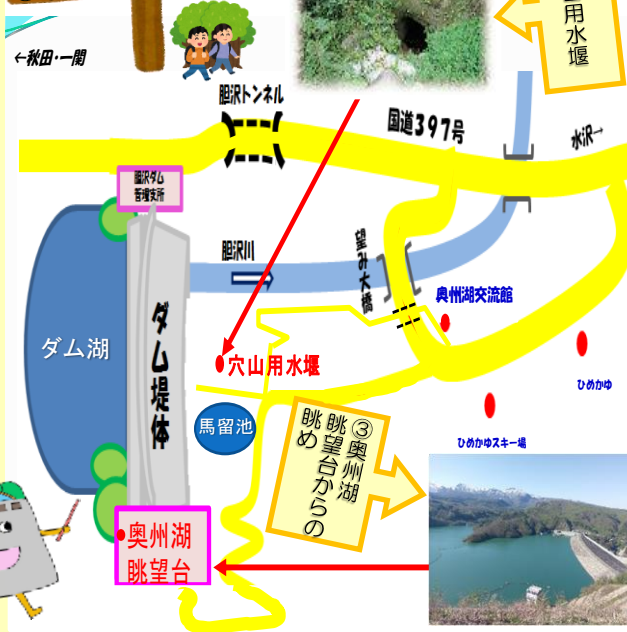 用水堰
←秋田・一関
胆沢トンネル
国道397号
水沢→
胆沢ダム
管理支所
胆沢川
望み大橋
奥州湖交流館
ダム湖
ダム堤体
穴山用水堰
ひめかゆ
馬留池
③奥州湖
眺望台からの
眺め
ひめかゆスキー場
奥州湖
眺望台